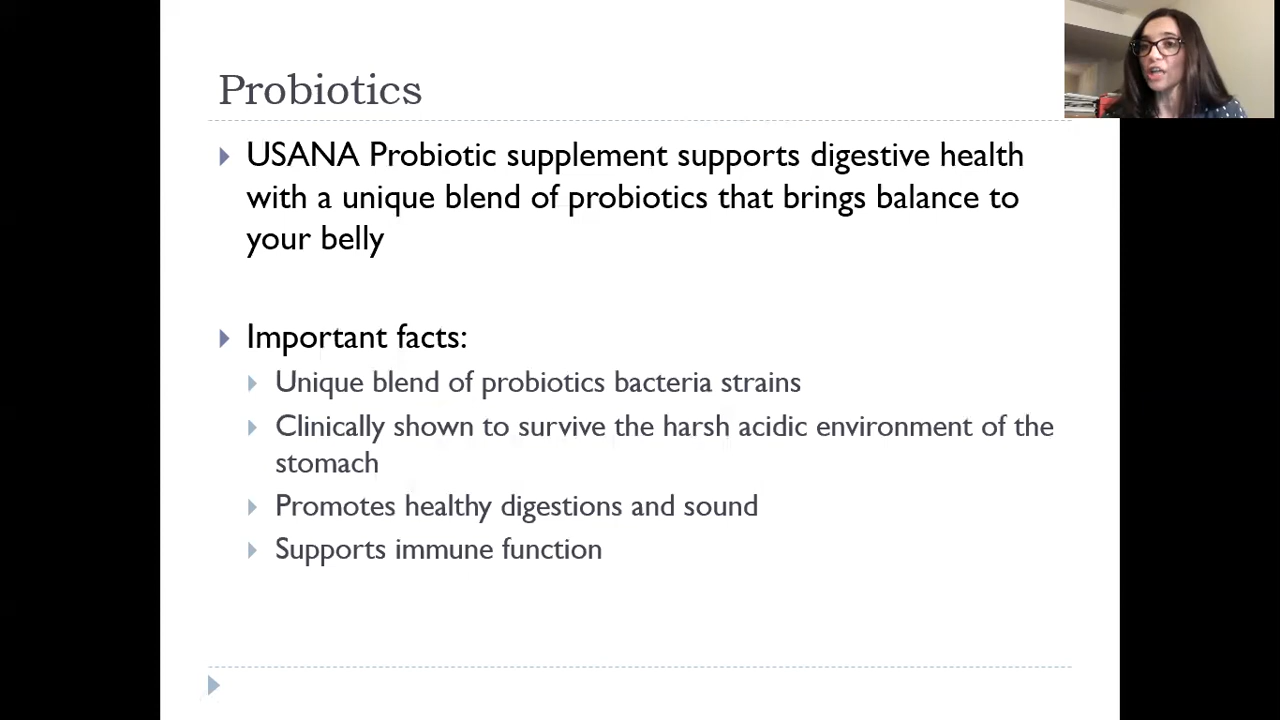 Probiotics
USANA Probiotic supplement supports digestive health
with a unique blend of probiotics that brings balance to
your belly
Important facts:
Unique blend of probiotics bacteria strains
Clinically shown to survive the harsh acidic environment of the
stomach
Promotes healthy digestions and sound
Supports immune function